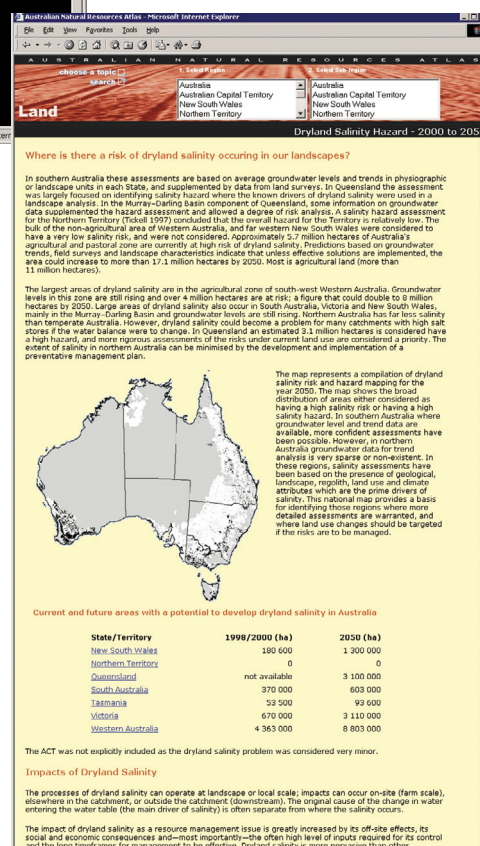 Australian Natural Resources Atlas - Microsoft Internet Explorer
File Edit View Favorites Tools Help
AUSTRALIAN NATURAL RESOURCES ATLAS
choose a topic
search
1. Select Region
2. Select Sub-region
Australia
Australian Capital Territory
New South Wales
Northern Territory
Australia
Australian Capital Territory
New South Wales
Northern Territory
Land
Dryland Salinity Hazard - 2000 to 205
Where is there a risk of dryland salinity occuring in our landscapes?
In southern Australia these assessments are based on average groundwater levels and trends in physiographic
or landscape units in each State, and supplemented by data from land surveys. In Queensland the assessment
was largely focused on identifying salinity hazard where the known drivers of dryland salinity were used in a
landscape analysis. In the Murray–Darling Basin component of Queensland, some information on groundwater
data supplemented the hazard assessment and allowed a degree of risk analysis. A salinity hazard assessment
for the Northern Territory (Tickell 1997) concluded that the overall hazard for the Territory is relatively low. The
bulk of the non-agricultural area of Western Australia, and far western New South Wales were considered to
have a very low salinity risk, and were not considered. Approximately 5.7 million hectares of Australia's
agricultural and pastoral zone are currently at high risk of dryland salinity. Predictions based on groundwater
trends, field surveys and landscape characteristics indicate that unless effective solutions are implemented, the
area could increase to more than 17.1 million hectares by 2050. Most is agricultural land (more than
11 million hectares).
The largest areas of dryland salinity are in the agricultural zone of south-west Western Australia. Groundwater
levels in this zone are still rising and over 4 million hectares are at risk; a figure that could double to 8 million
hectares by 2050. Large areas of dryland salinity also occur in South Australia, Victoria and New South Wales,
mainly in the Murray–Darling Basin and groundwater levels are still rising. Northern Australia has far less salinity
than temperate Australia. However, dryland salinity could become a problem for many catchments with high salt
stores if the water balance were to change. In Queensland an estimated 3.1 million hectares is considered have
a high hazard, and more rigorous assessments of the risks under current land use are considered a priority. The
extent of salinity in northern Australia can be minimised by the development and implementation of a
preventative management plan.
The map represents a compilation of dryland
salinity risk and hazard mapping for the
year 2050. The map shows the broad
distribution of areas either considered as
having a high salinity risk or having a high
salinity hazard. In southern Australia where
groundwater level and trend data are
available, more confident assessments have
been possible. However, in northern
Australia groundwater data for trend
analysis is very sparse or non-existent. In
these regions, salinity assessments have
been based on the presence of geological,
landscape, regolith, land use and climate
attributes which are the prime drivers of
salinity. This national map provides a basis
for identifying those regions where more
detailed assessments are warranted, and
where land use changes should be targeted
if the risks are to be managed.
Current and future areas with a potential to develop dryland salinity in Australia
State/Territory 1998/2000 (ha) 2050 (ha)
New South Wales 180 600 1 300 000
Northern Territory 0 0
Queensland not available 3 100 000
South Australia 370 000 603 000
Tasmania 53 500 93 600
Victoria 670 000 3 110 000
Western Australia 4 363 000 8 803 000
The ACT was not explicitly included as the dryland salinity problem was considered very minor.
Impacts of Dryland Salinity
The processes of dryland salinity can operate at landscape or local scale; impacts can occur on-site (farm scale),
elsewhere in the catchment, or outside the catchment (downstream). The original cause of the change in water
entering the water table (the main driver of salinity) is often separate from where the salinity occurs.
The impact of dryland salinity as a resource management issue is greatly increased by its off-site effects, its
social and economic consequences and—most importantly—the often high level of inputs required for its control
and the long timeframes for management to be effective. Dryland salinity is more pervasive than other